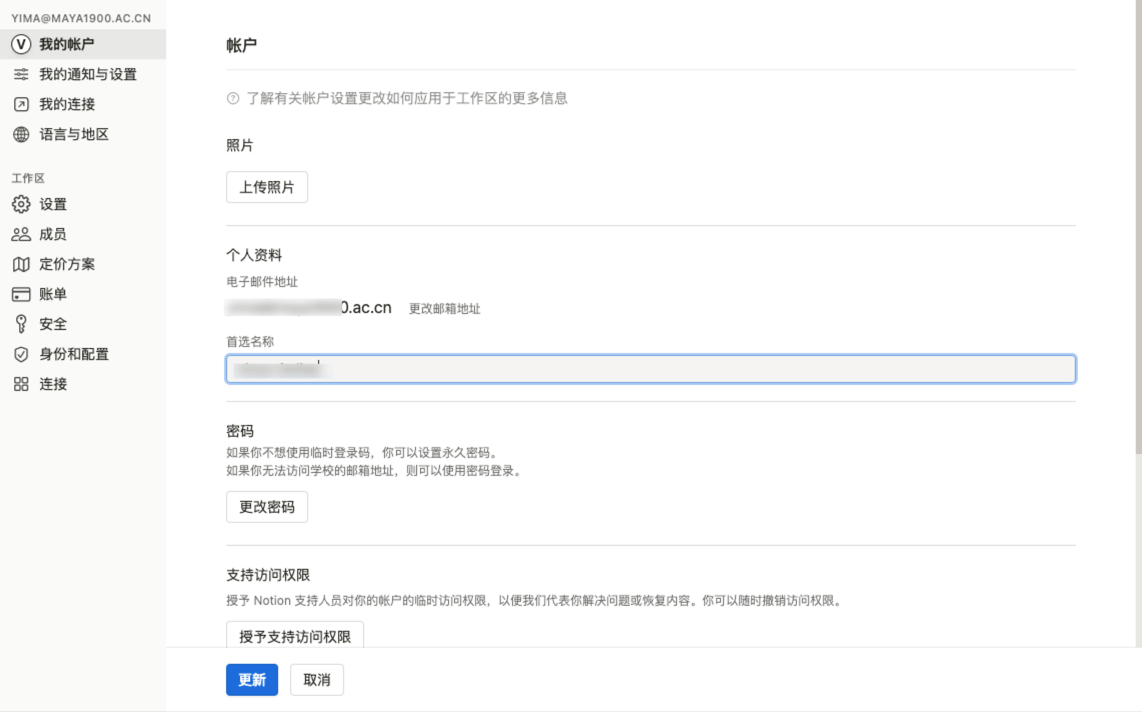 YIMA@MAYA1900.AC.CN
V 我的帐户
我的通知与设置
我的连接
语言与地区
工作区
设置
成员
定价方案
账单
安全
身份和配置
连接
帐户
了解有关帐户设置更改如何应用于工作区的更多信息
照片
上传照片
个人资料
电子邮件地址
0.ac.cn 更改邮箱地址
首选名称
密码
如果你不想使用临时登录码，你可以设置永久密码。
如果你无法访问学校的邮箱地址，则可以使用密码登录。
更改密码
支持访问权限
授予 Notion 支持人员对你的帐户的临时访问权限，以便我们代表你解决问题或恢复内容。你可以随时撤销访问权限。
授予支持访问权限
更新 取消